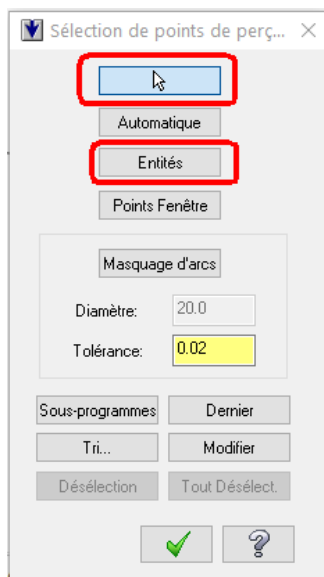 Sélection de points de perç...
Automatique
Entités
Points Fenêtre
Masquage d'arcs
Diamètre: 20.0
Tolérance: 0.02
Sous-programmes Dernier
Tri... Modifier
Désélection Tout Désélect.